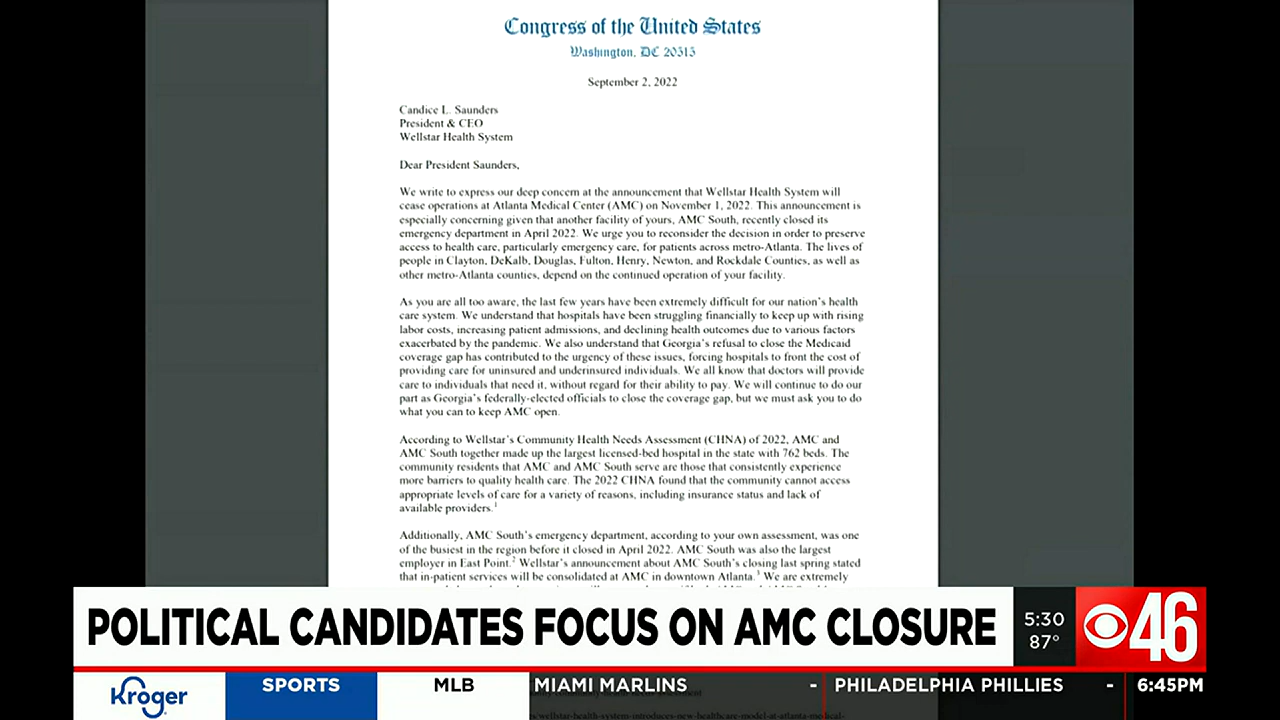 Congress of the United States
Washington, DC 20515
September 2, 2022
Candice L. Saunders
President & CEO
Wellstar Health System
Dear President Saunders,
We write to express our deep concern at the announcement that Wellstar Health System will
cease operations at Atlanta Medical Center (AMC) on November 1, 2022. This announcement is
especially concerning given that another facility of yours, AMC South, recently closed its
emergency department in April 2022. We urge you to reconsider the decision in order to preserve
access to health care, particularly emergency care, for patients across metro-Atlanta. The lives of
people in Clayton, DeKalb, Douglas, Fulton, Henry, Newton, and Rockdale Counties, as well as
other metro-Atlanta counties, depend on the continued operation of your facility.
As you are all too aware, the last few years have been extremely difficult for our nation's health
care system. We understand that hospitals have been struggling financially to keep up with rising
labor costs, increasing patient admissions, and declining health outcomes due to various factors
exacerbated by the pandemic. We also understand that Georgia's refusal to close the Medicaid
coverage gap has contributed to the urgency of these issues, forcing hospitals to front the cost of
providing care for uninsured and underinsured individuals. We all know that doctors will provide
care to individuals that need it, without regard for their ability to pay. We will continue to do our
part as Georgia's federally-elected officials to close the coverage gap, but we must ask you to do
what you can to keep AMC open.
According to Wellstar's Community Health Needs Assessment (CHNA) of 2022, AMC and
AMC South together made up the largest licensed-bed hospital in the state with 762 beds. The
community residents that AMC and AMC South serve are those that consistently experience
more barriers to quality health care. The 2022 CHNA found that the community cannot access
appropriate levels of care for a variety of reasons, including insurance status and lack of
available providers.1
Additionally, AMC South's emergency department, according to your own assessment, was one
of the busiest in the region before it closed in April 2022. AMC South was also the largest
employer in East Point.2 Wellstar's announcement about AMC South's closing last spring stated
that in-patient services will be consolidated at AMC in downtown Atlanta.3 We are extremely
POLITICAL CANDIDATES FOCUS ON AMC CLOSURE
5:30
87°
46
Kroger
SPORTS
MLB
MIAMI MARLINS -
PHILADELPHIA PHILLIES -
6:45PM